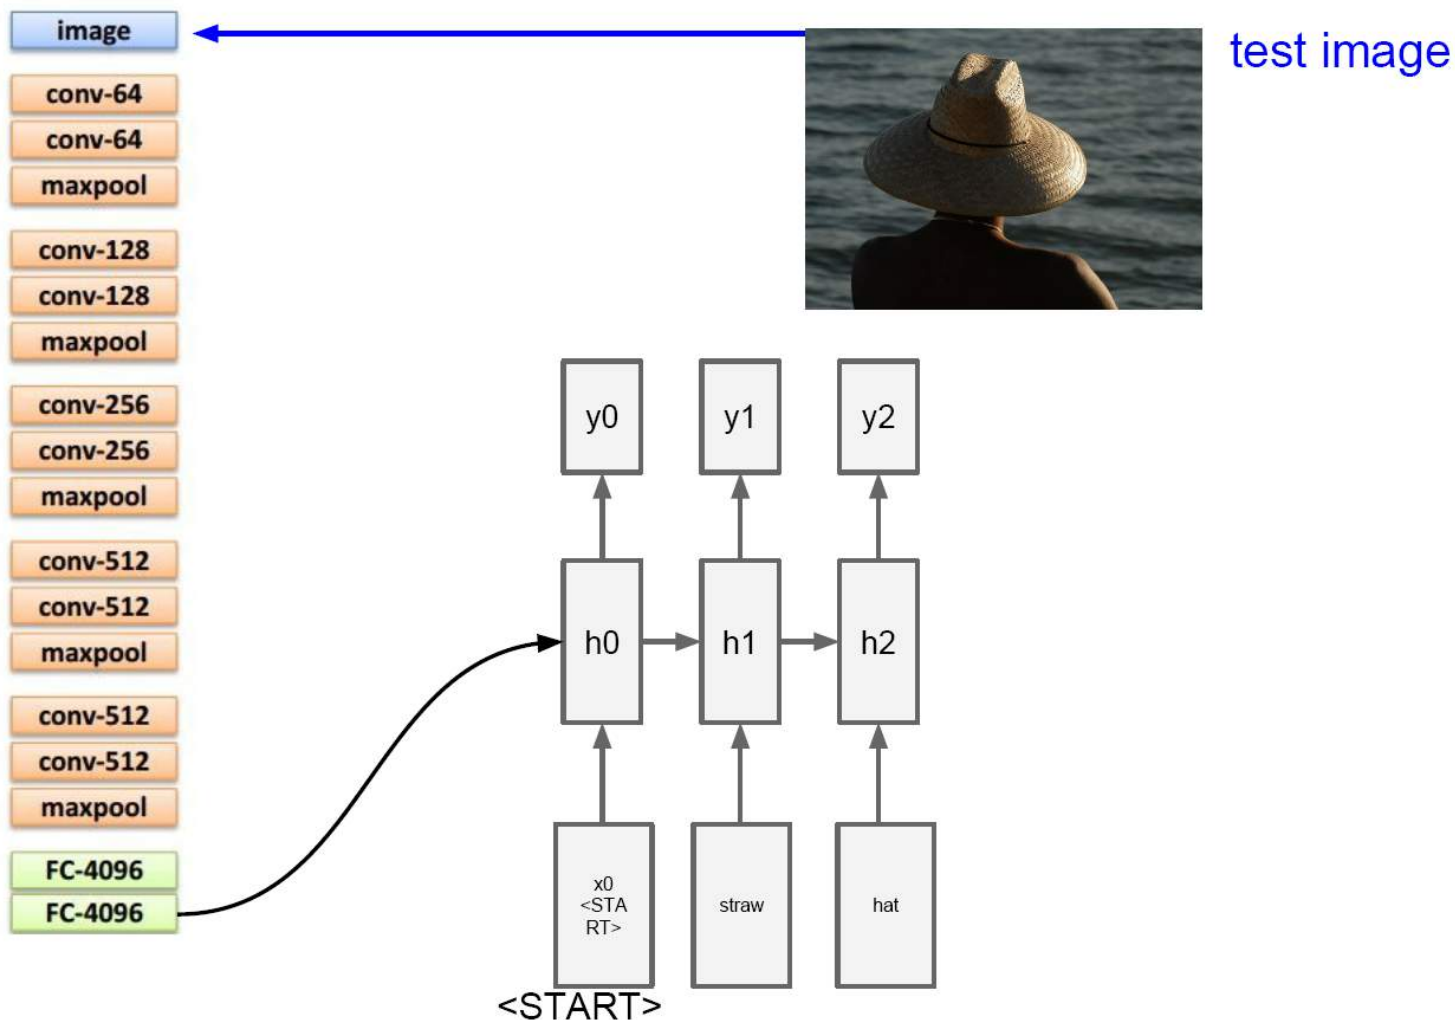 image
conv-64
conv-64
maxpool
conv-128
conv-128
maxpool
conv-256
conv-256
maxpool
conv-512
conv-512
maxpool
conv-512
conv-512
maxpool
FC-4096
FC-4096
test image
y0
y1
y2
h0
h1
h2
x0
<STA
RT>
straw
hat
<START>